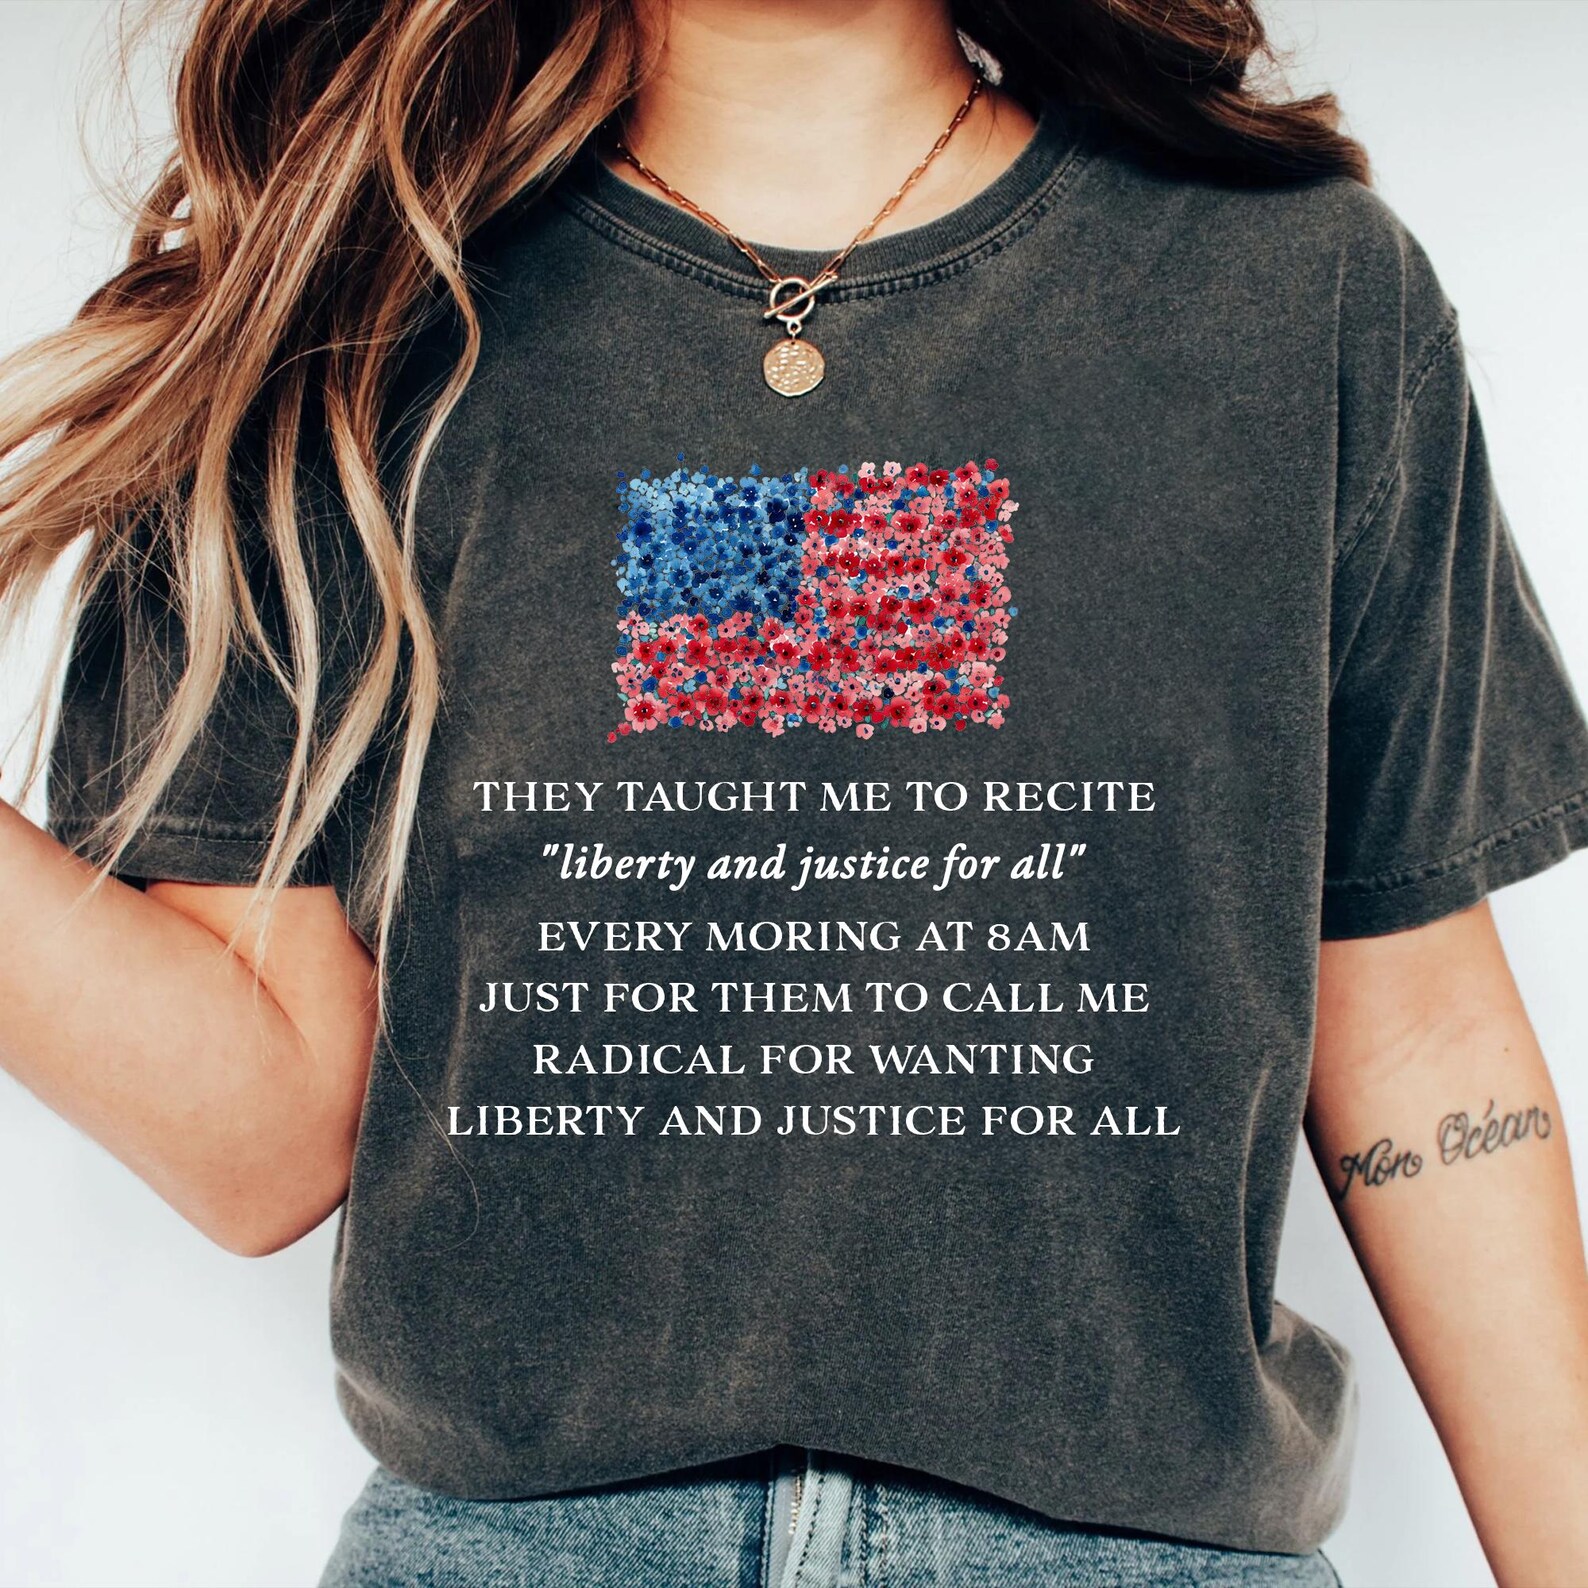 THEY TAUGHT ME TO RECITE
"liberty and justice for all"
EVERY MORING AT 8AM
JUST FOR THEM TO CALL ME
RADICAL FOR WANTING
LIBERTY AND JUSTICE FOR ALL
Mon Océan